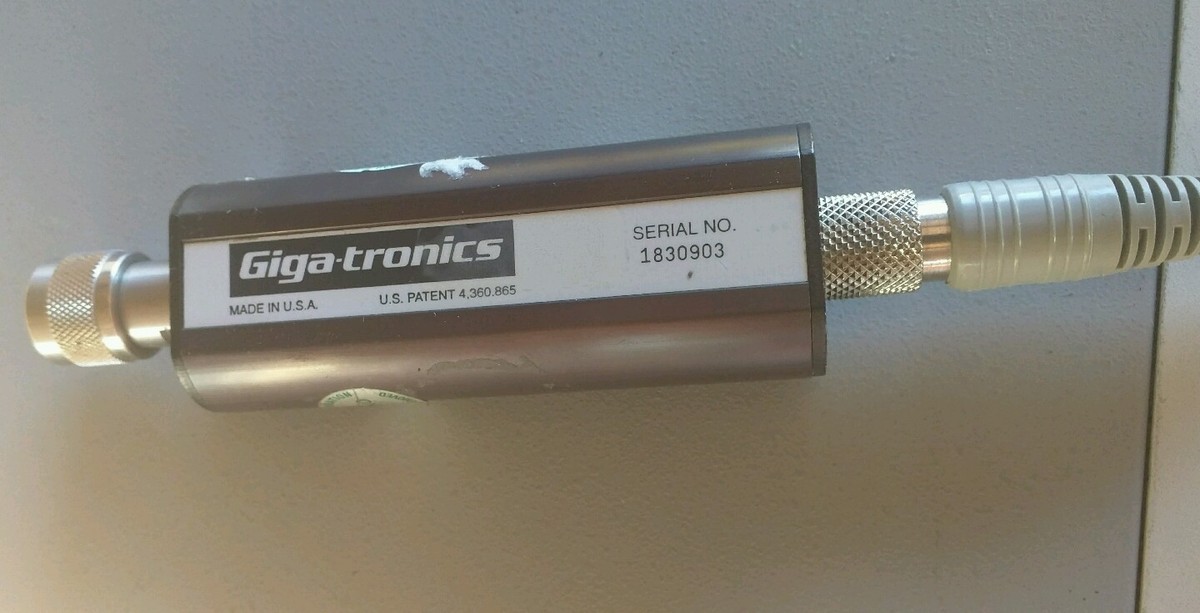 Giga-tronics
MADE IN U.S.A.
U.S. PATENT 4,360.865
SERIAL NO.
1830903